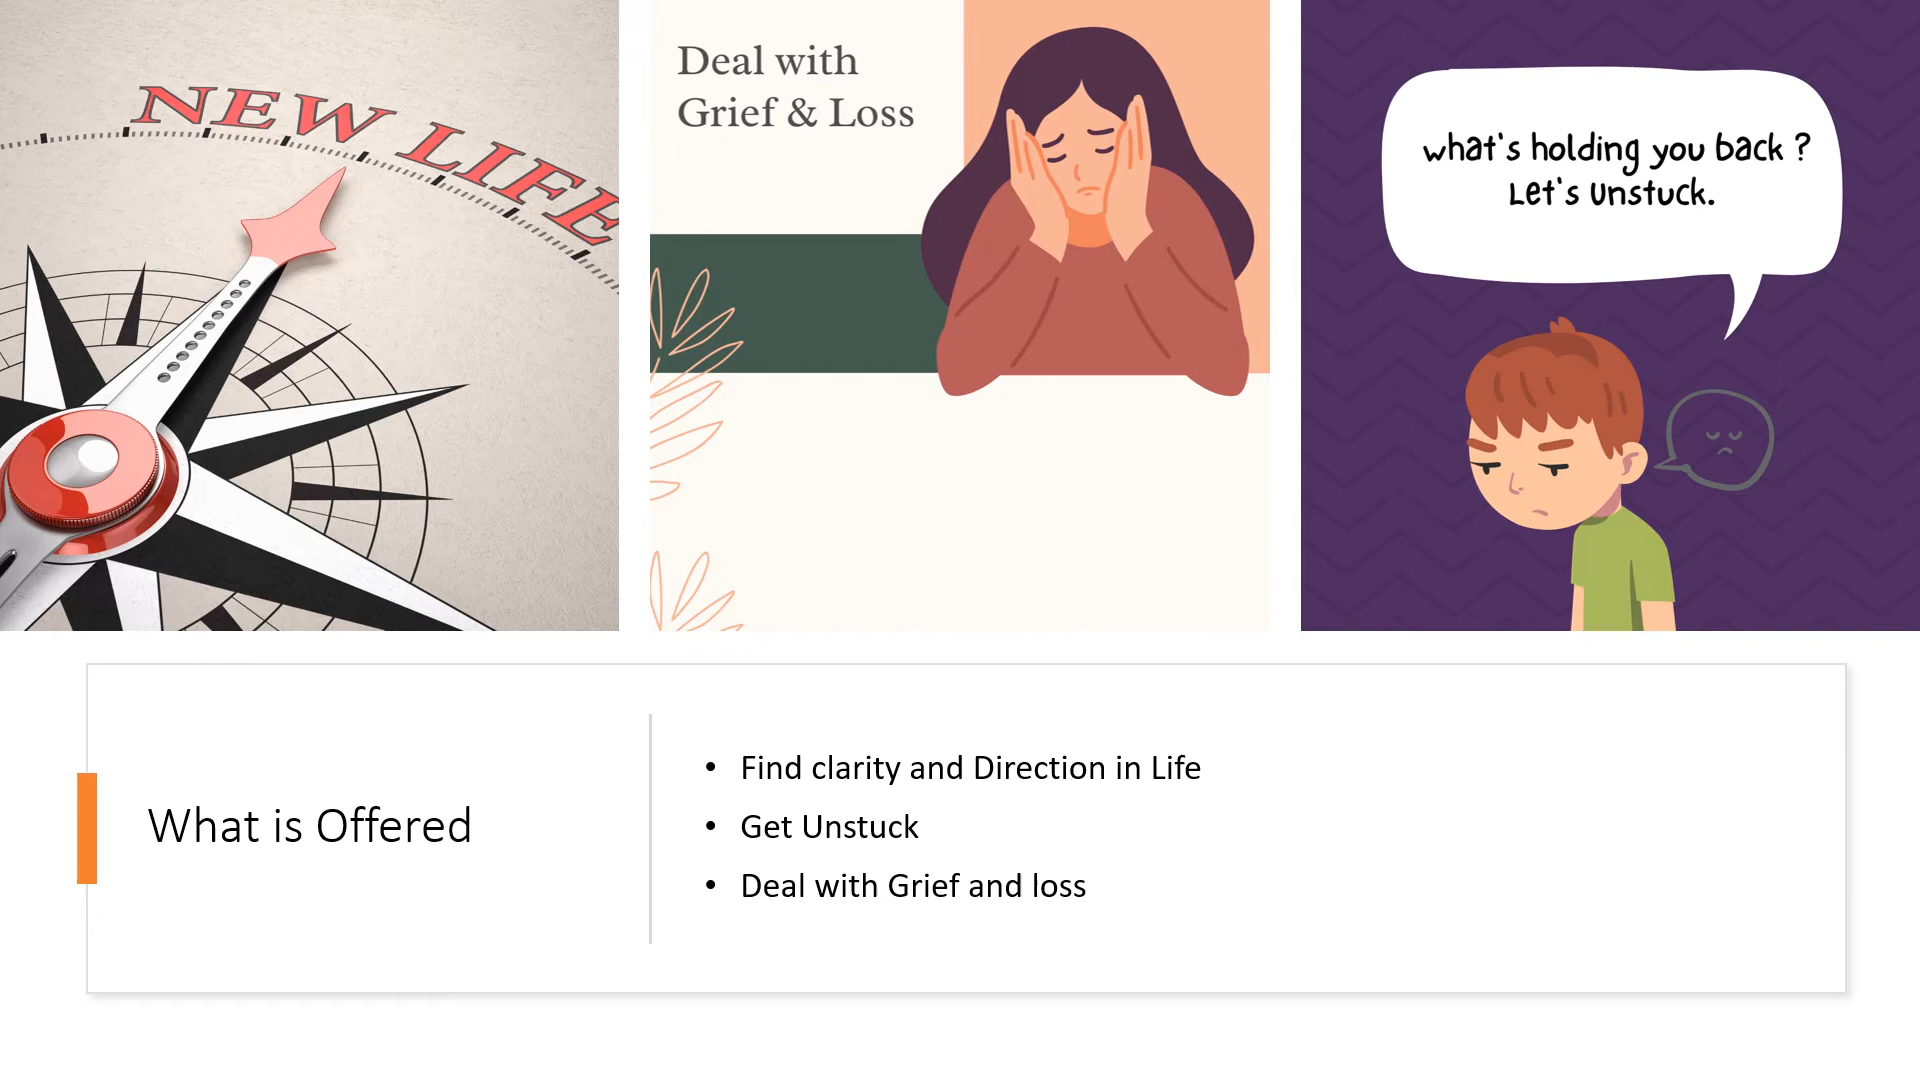 NEW LIFE
Deal with
Grief & Loss
what's holding you back ?
Let's Unstuck.
What is Offered
• Find clarity and Direction in Life
• Get Unstuck
• Deal with Grief and loss